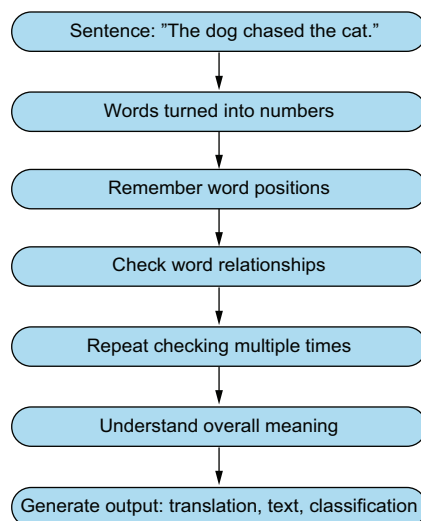 Sentence: ”The dog chased the cat.”
Words turned into numbers
Remember word positions
Check word relationships
Repeat checking multiple times
Understand overall meaning
Generate output: translation, text, classification